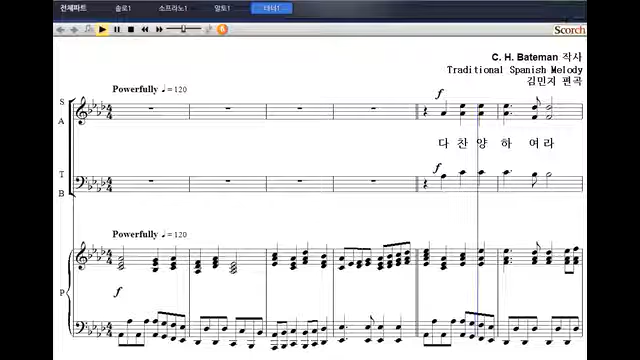 전체파트 솔로1 소프라노1 알토1 테너1
Scorch
C. H. Bateman 작사
Traditional Spanish Melody
김민지 편곡
Powerfully ♩= 120
f
S
A
다 찬 양 하 여라
f
T
B
Powerfully ♩= 120
f
P